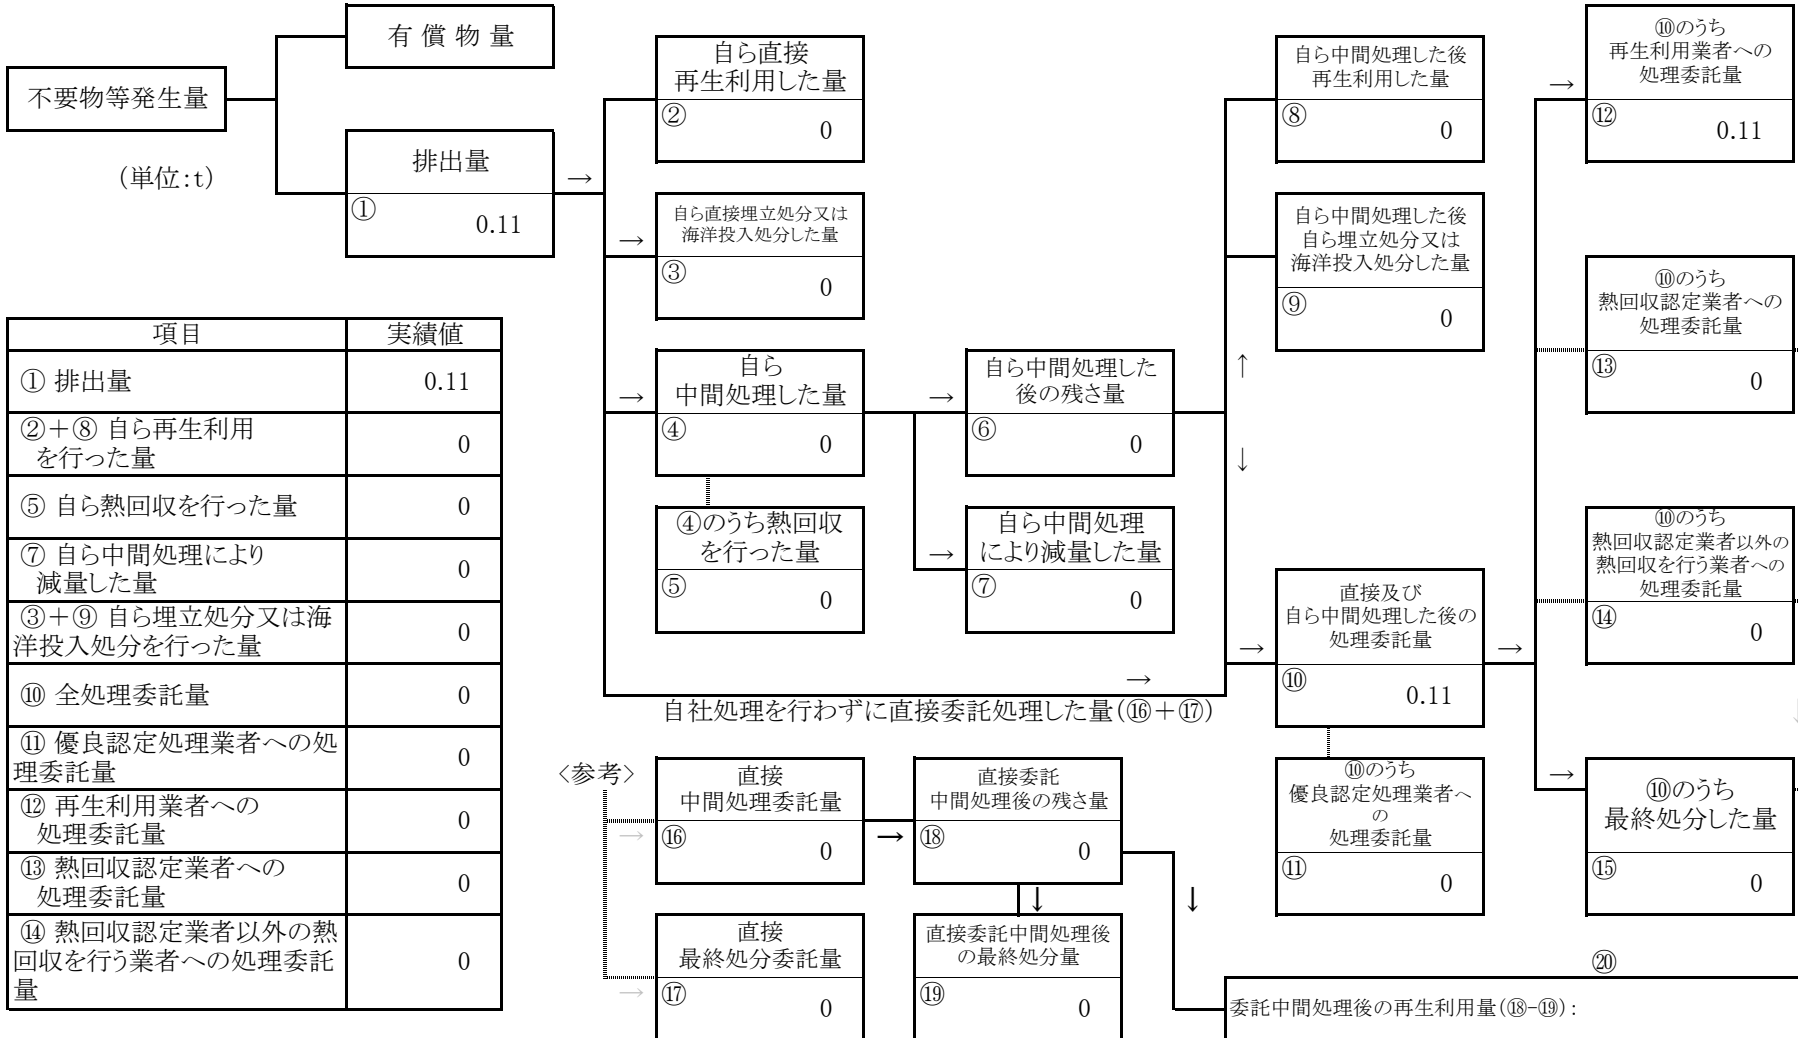 不要物等発生量
(単位:t)
有 償 物 量
排出量
①
0.11
→
自ら直接
再生利用した量
②
0
→
自ら直接埋立処分又は
海洋投入処分した量
③
0
→
自ら
中間処理した量
④
0
④のうち熱回収
を行った量
⑤
0
→
自ら中間処理した
後の残さ量
⑥
0
→
自ら中間処理
により減量した量
⑦
0
→
自社処理を行わずに直接委託処理した量(⑯+⑰)
自ら中間処理した後
再生利用した量
⑧
0
自ら中間処理した後
自ら埋立処分又は
海洋投入処分した量
⑨
0
↑
↓
→
直接及び
自ら中間処理した後の
処理委託量
⑩
0.11
⑩のうち
優良認定処理業者へ
の
処理委託量
⑪
0
→
→
⑩のうち
再生利用業者への
処理委託量
⑫
0.11
⑩のうち
熱回収認定業者への
処理委託量
⑬
0
⑩のうち
熱回収認定業者以外の
熱回収を行う業者への
処理委託量
⑭
0
→
⑩のうち
最終処分した量
⑮
0
項目 実績値
① 排出量 0.11
②+⑧ 自ら再生利用
を行った量
0
⑤ 自ら熱回収を行った量 0
⑦ 自ら中間処理により
減量した量
0
③+⑨ 自ら埋立処分又は海
洋投入処分を行った量
0
⑩ 全処理委託量 0
⑪ 優良認定処理業者への処
理委託量
0
⑫ 再生利用業者への
処理委託量
0
⑬ 熱回収認定業者への
処理委託量
0
⑭ 熱回収認定業者以外の熱
回収を行う業者への処理委託
量
0
<参考>
→
直接
中間処理委託量
⑯
0
→
直接委託
中間処理後の残さ量
⑱
0
↓
↓
→
直接
最終処分委託量
⑰
0
直接委託中間処理後
の最終処分量
⑲
0
⑳
委託中間処理後の再生利用量(⑱-⑲):